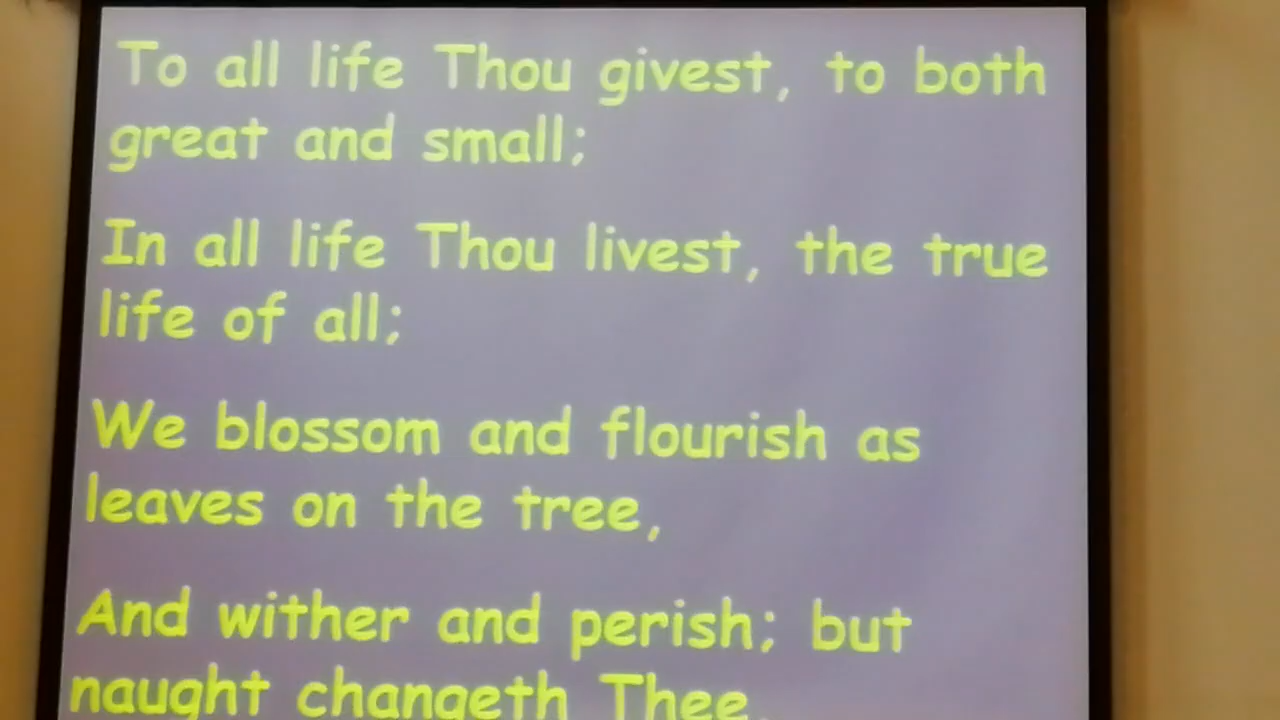 To all life Thou givest, to both
great and small;
In all life Thou livest, the true
life of all;
We blossom and flourish as
leaves on the tree,
And wither and perish; but
naught changeth Thee.